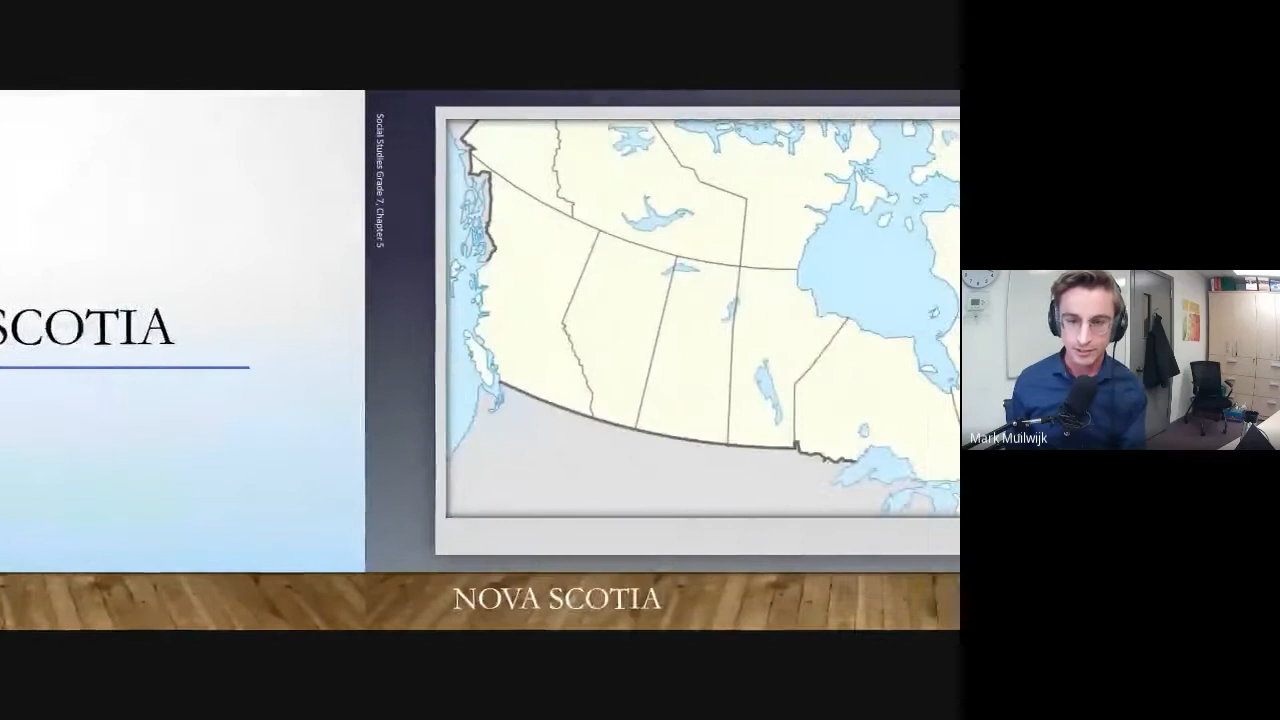 SCOTIA
Social Studies Grade 7, Chapter 5
NOVA SCOTIA
Mark Muilwijk